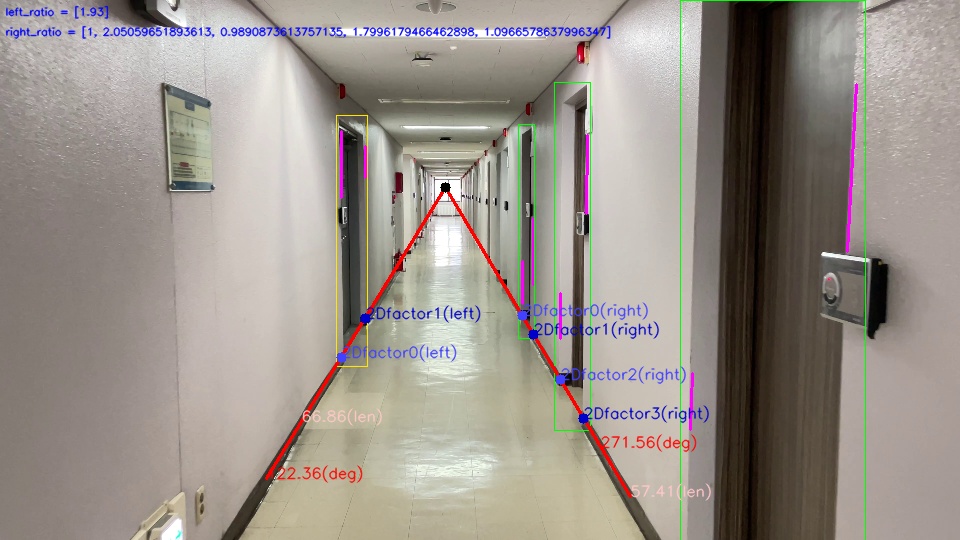 left_ratio = [1.93]
right_ratio = [1, 2.05059651893613, 0.9890873613757135, 1.7996179466462898, 1.0966578637996347]
2Dfactor0(right)
2Dfactor1(left)
2Dfactor1(right)
2Dfactor0(left)
2Dfactor2(right)
2Dfactor3(right)
66.86(len)
271.56(deg)
22.36(deg)
57.41(len)